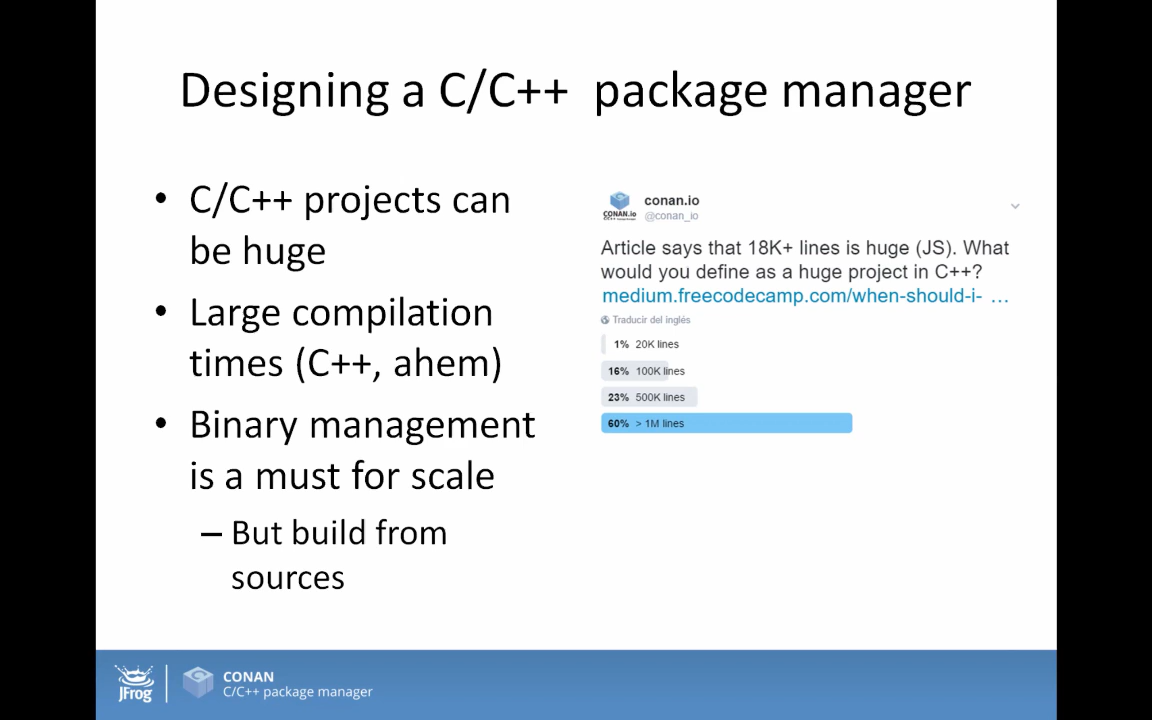 Designing a C/C++ package manager
• C/C++ projects can
be huge
• Large compilation
times (C++, ahem)
• Binary management
is a must for scale
– But build from
sources
CONAN.io
conan.io
@conan_io
Article says that 18K+ lines is huge (JS). What
would you define as a huge project in C++?
medium.freecodecamp.com/when-should-i- …
Traducir del inglés
1% 20K lines
16% 100K lines
23% 500K lines
60% > 1M lines
JFrog
CONAN
C/C++ package manager